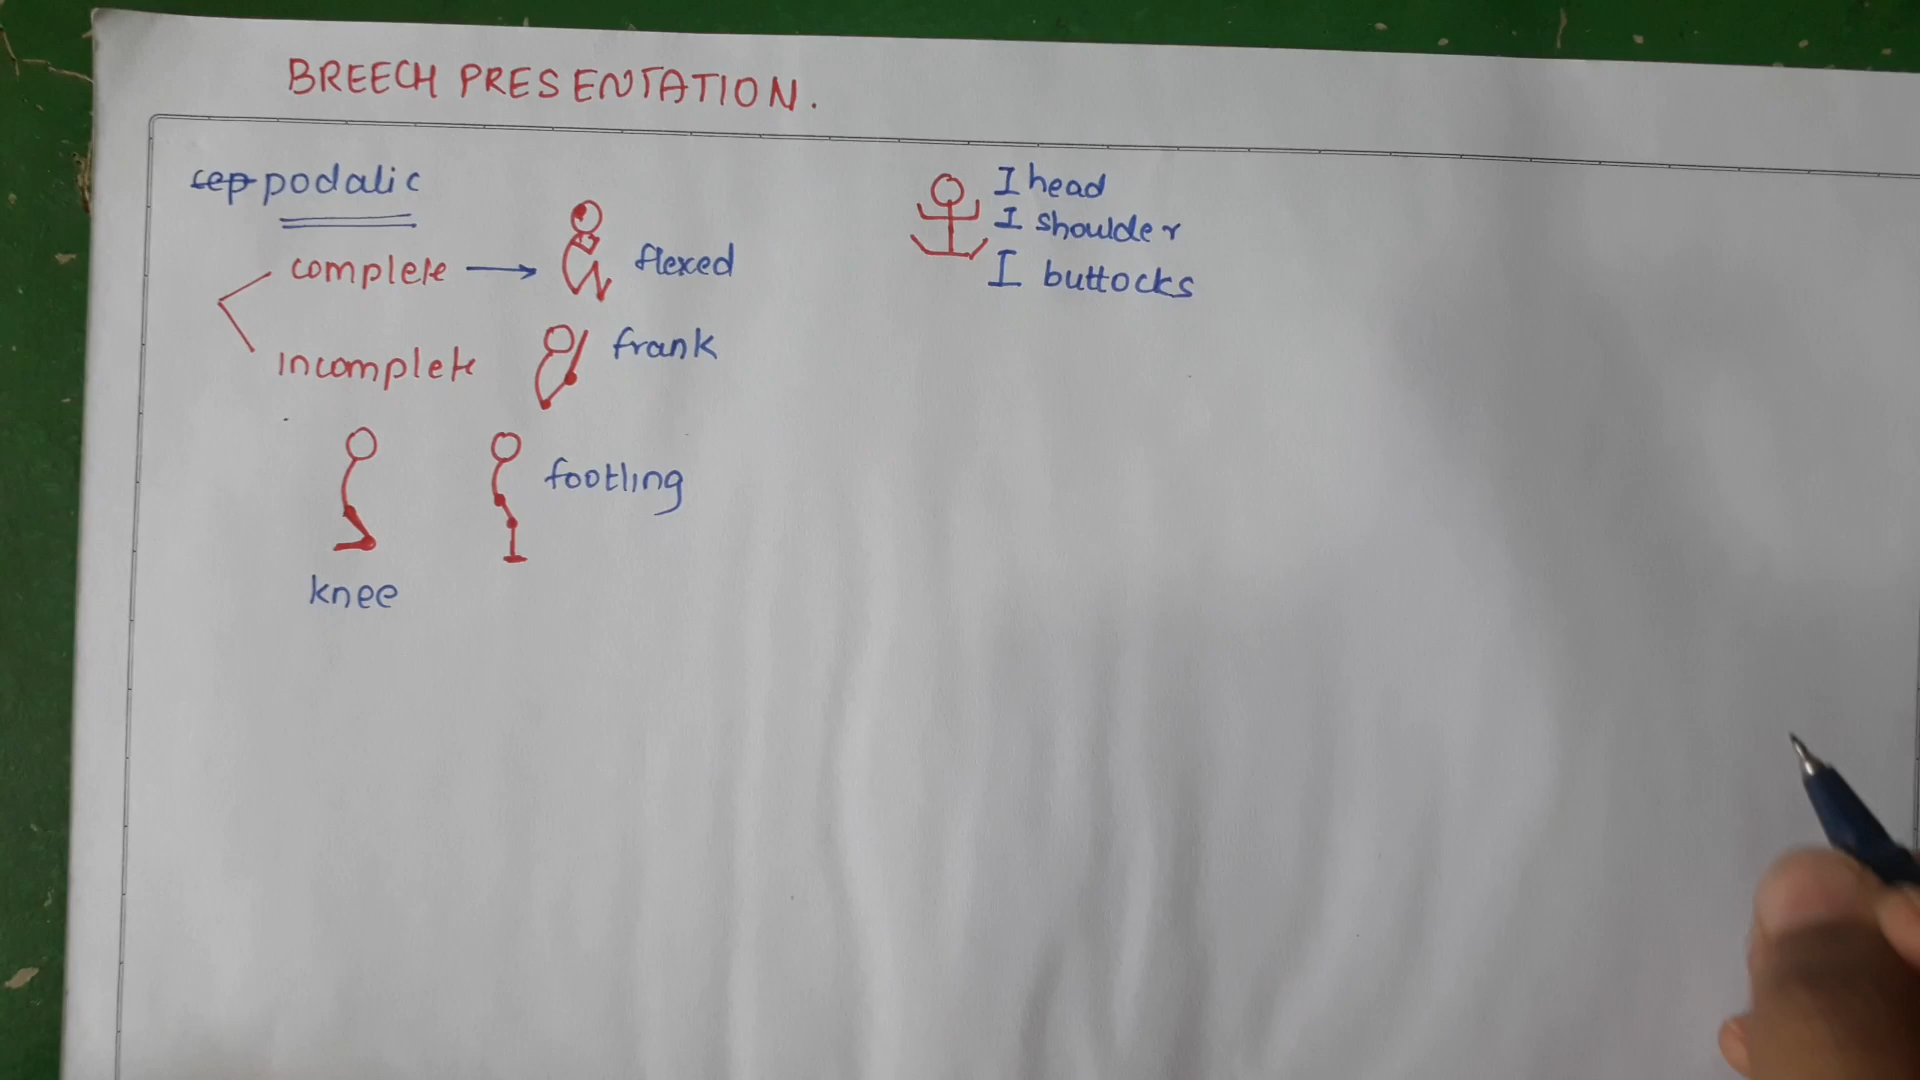 BREECH PRESENTATION.
cep podalic
complete → flexed
Incomplete frank
footling
knee
I head
I shoulder
I buttocks